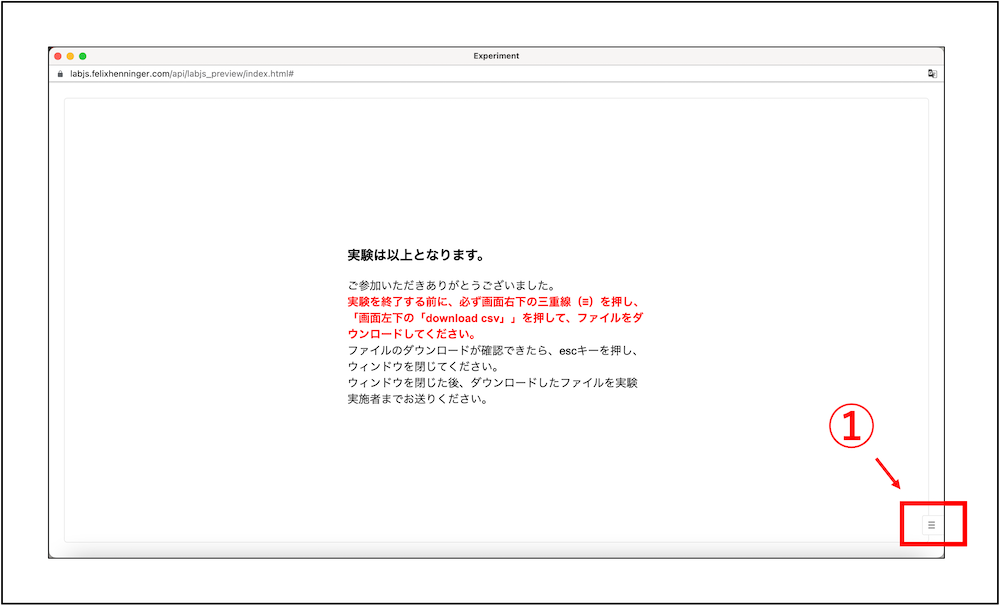 Experiment
labjs.felixhenninger.com/api/labjs_preview/index.html#
実験は以上となります。
ご参加いただきありがとうございました。
実験を終了する前に、必ず画面右下の三重線（≡）を押し、
「画面左下の「download csv」」を押して、ファイルをダ
ウンロードしてください。
ファイルのダウンロードが確認できたら、escキーを押し、
ウィンドウを閉じてください。
ウィンドウを閉じた後、ダウンロードしたファイルを実験
実施者までお送りください。
①